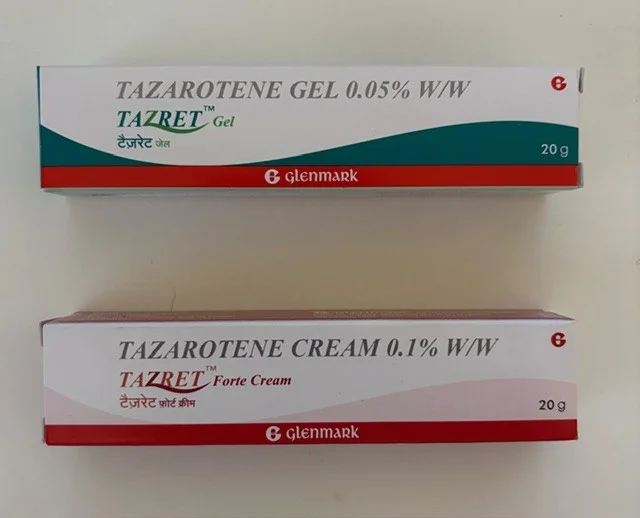 TAZAROTENE GEL 0.05% W/W
TAZRET™ Gel
टैज़रेट जेल
20 g
GLENMARK
TAZAROTENE CREAM 0.1% W/W
TAZRET™ Forte Cream
टैज़रेट फ़ोर्ट क्रीम
20 g
GLENMARK